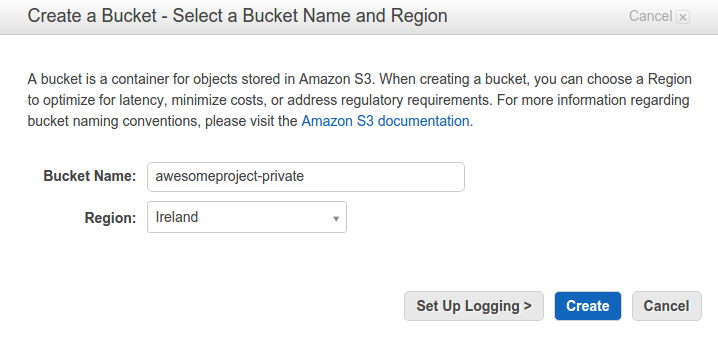 Create a Bucket - Select a Bucket Name and Region
Cancel x
A bucket is a container for objects stored in Amazon S3. When creating a bucket, you can choose a Region
to optimize for latency, minimize costs, or address regulatory requirements. For more information regarding
bucket naming conventions, please visit the Amazon S3 documentation.
Bucket Name: awesomeproject-private
Region: Ireland
Set Up Logging > Create Cancel